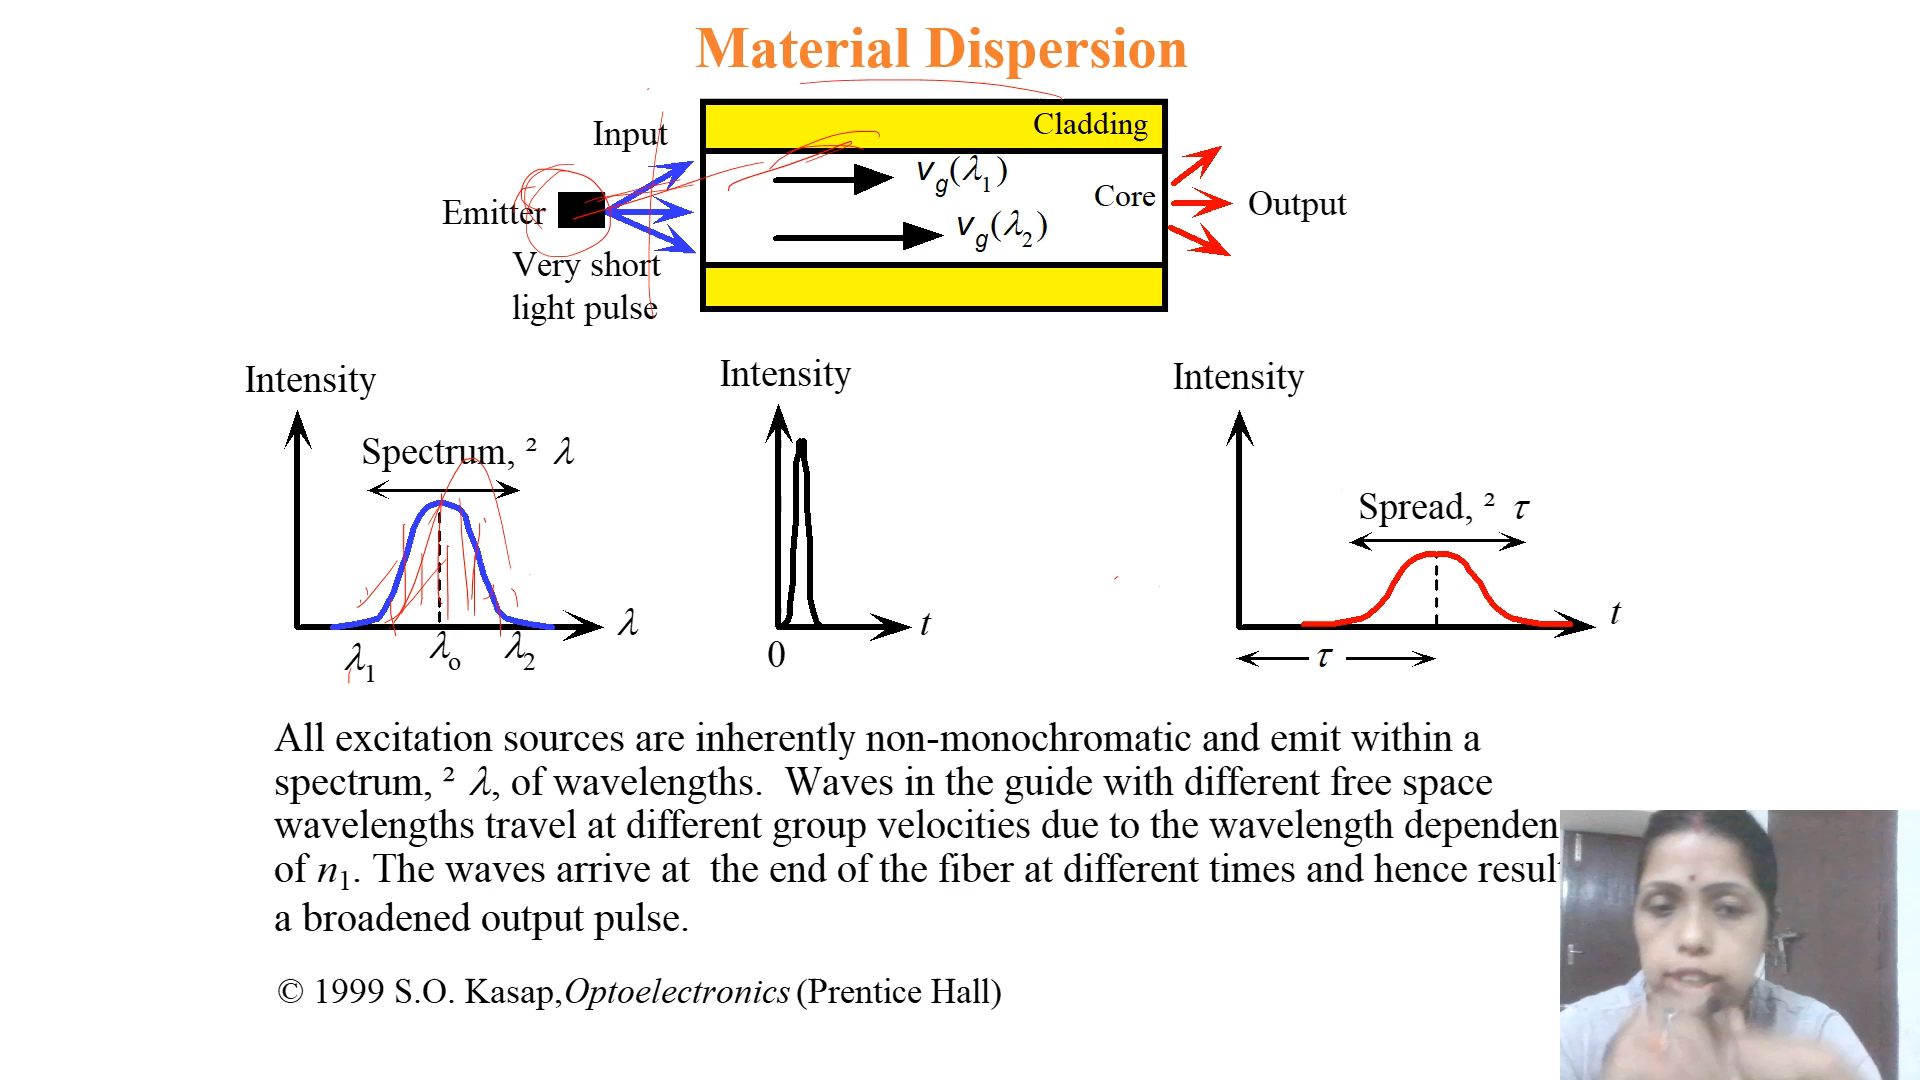 Material Dispersion
Input
Cladding
v_g(λ₁)
Core
Emitter
v_g(λ₂)
Output
Very short
light pulse
Intensity
Intensity
Intensity
Spectrum, ² λ
Spread, ² τ
λ
t
t
λ₁
λₒ
λ₂
0
τ
All excitation sources are inherently non-monochromatic and emit within a
spectrum, ² λ, of wavelengths. Waves in the guide with different free space
wavelengths travel at different group velocities due to the wavelength dependen
of n₁. The waves arrive at the end of the fiber at different times and hence resul
a broadened output pulse.
© 1999 S.O. Kasap, Optoelectronics (Prentice Hall)